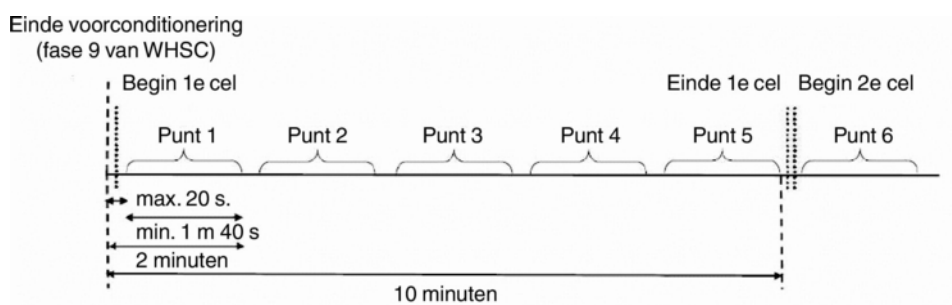 Einde voorconditionering
(fase 9 van WHSC)
Begin 1e cel
Einde 1e cel
Begin 2e cel
Punt 1
Punt 2
Punt 3
Punt 4
Punt 5
Punt 6
max. 20 s.
min. 1 m 40 s
2 minuten
10 minuten